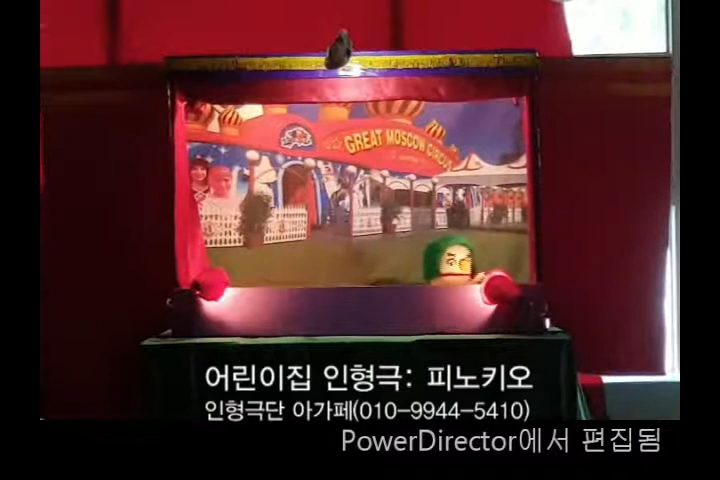 GREAT MOSCOW CIRCUS
어린이집 인형극: 피노키오
인형극단 아가페(010-9944-5410)
PowerDirector에서 편집됨